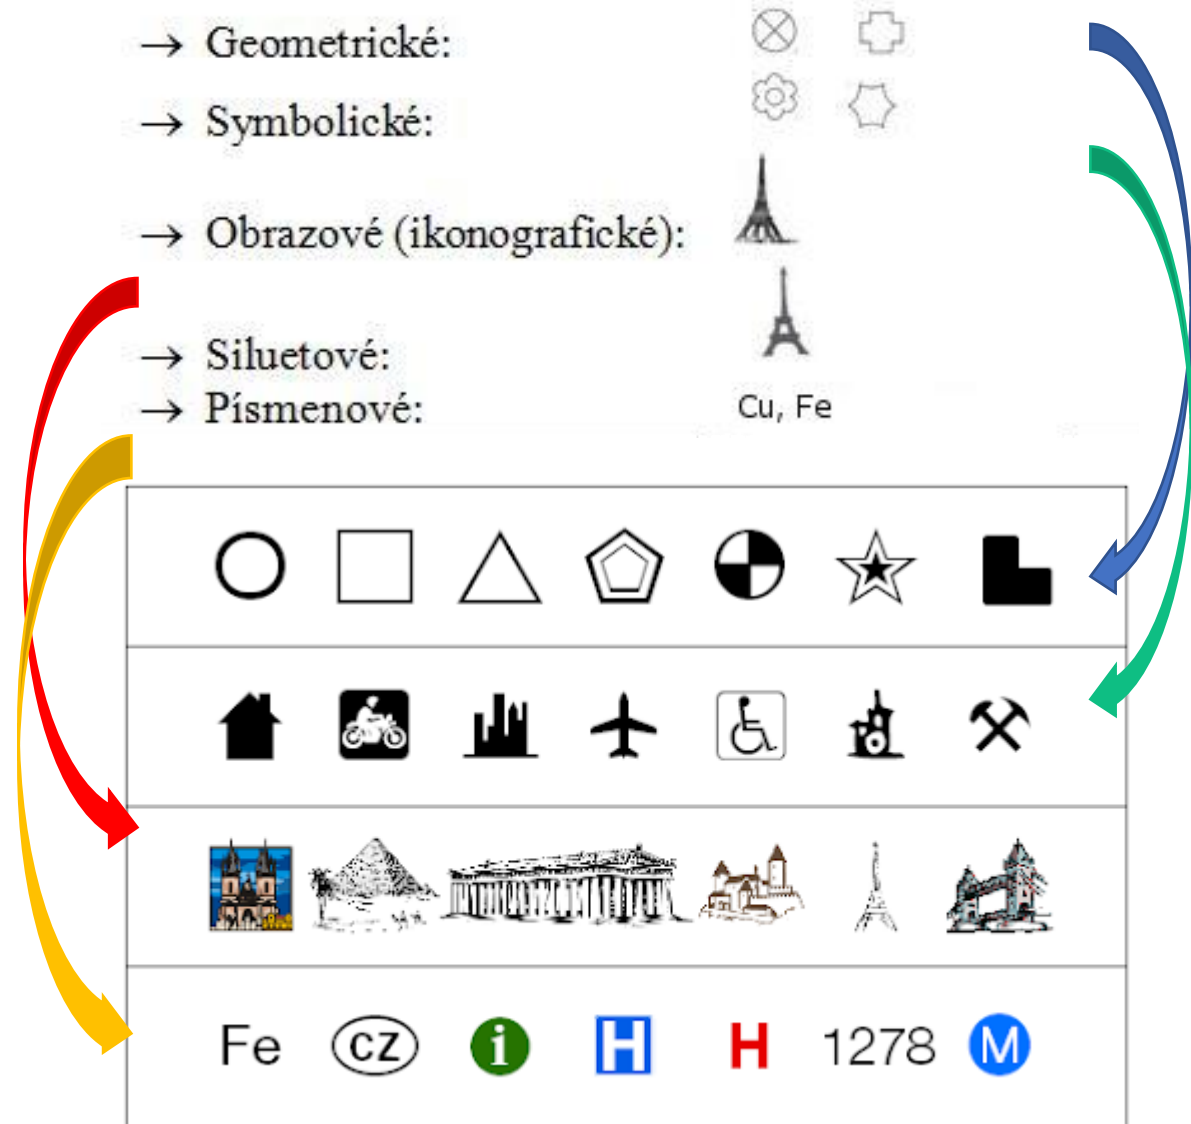 → Geometrické:
→ Symbolické:
→ Obrazové (ikonografické):
→ Siluetové:
→ Písmenové: Cu, Fe
Fe CZ i H H 1278 M